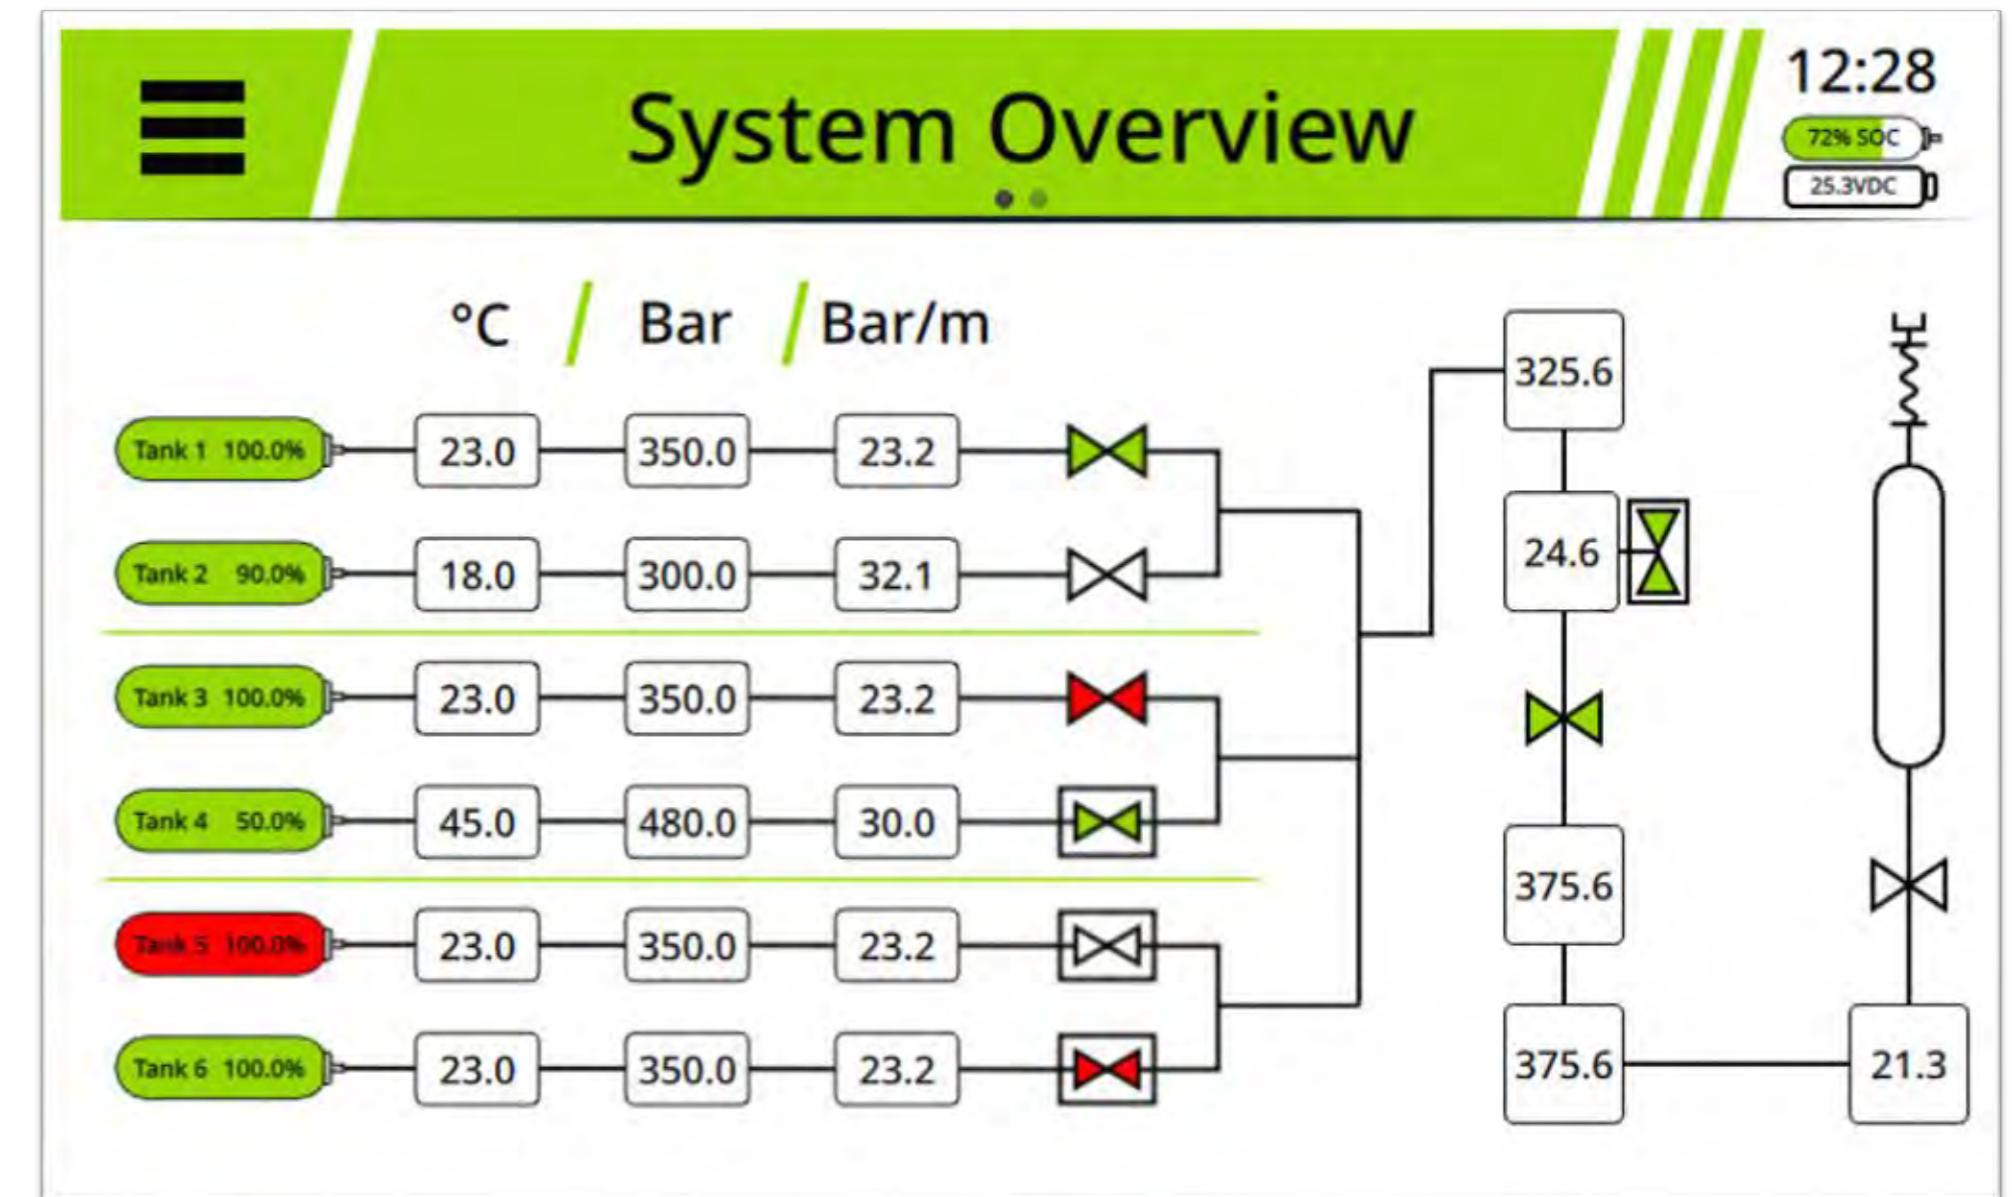 System Overview
12:28
72% SOC
25.3VDC
°C / Bar / Bar/m
Tank 1 100.0% 23.0 350.0 23.2
Tank 2 90.0% 18.0 300.0 32.1
Tank 3 100.0% 23.0 350.0 23.2
Tank 4 50.0% 45.0 480.0 30.0
Tank 5 100.0% 23.0 350.0 23.2
Tank 6 100.0% 23.0 350.0 23.2
325.6
24.6
375.6
375.6
21.3